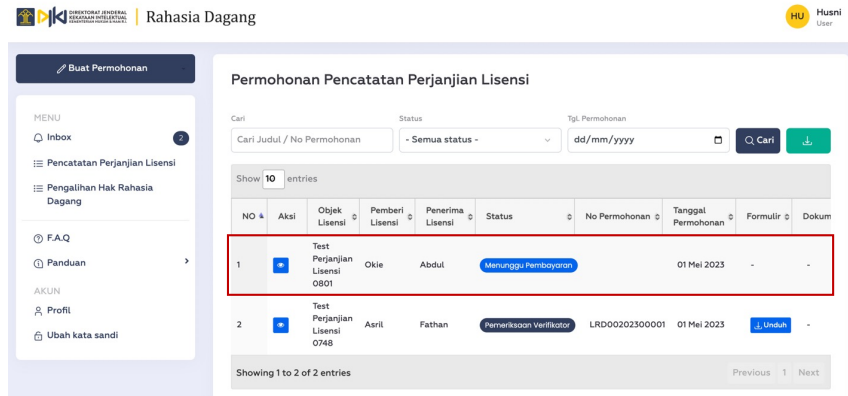 DIREKTORAT JENDERAL
KEKAYAAN INTELEKTUAL
Rahasia Dagang
HU
Husni
User
Buat Permohonan
MENU
Inbox
2
Pencatatan Perjanjian Lisensi
Pengalihan Hak Rahasia
Dagang
F.A.Q
Panduan
AKUN
Profil
Ubah kata sandi
Permohonan Pencatatan Perjanjian Lisensi
Cari
Status
Tgl. Permohonan
Cari Judul / No Permohonan
- Semua status -
dd/mm/yyyy
Cari
Show 10 entries
NO Aksi Objek Lisensi Pemberi Lisensi Penerima Lisensi Status No Permohonan Tanggal Permohonan Formulir Dokum
1 Test Perjanjian Lisensi 0801 Okie Abdul Menunggu Pembayaran 01 Mei 2023 - -
2 Test Perjanjian Lisensi 0748 Asril Fathan Pemeriksaan Verifikator LRD00202300001 01 Mei 2023 Unduh -
Showing 1 to 2 of 2 entries
Previous 1 Next